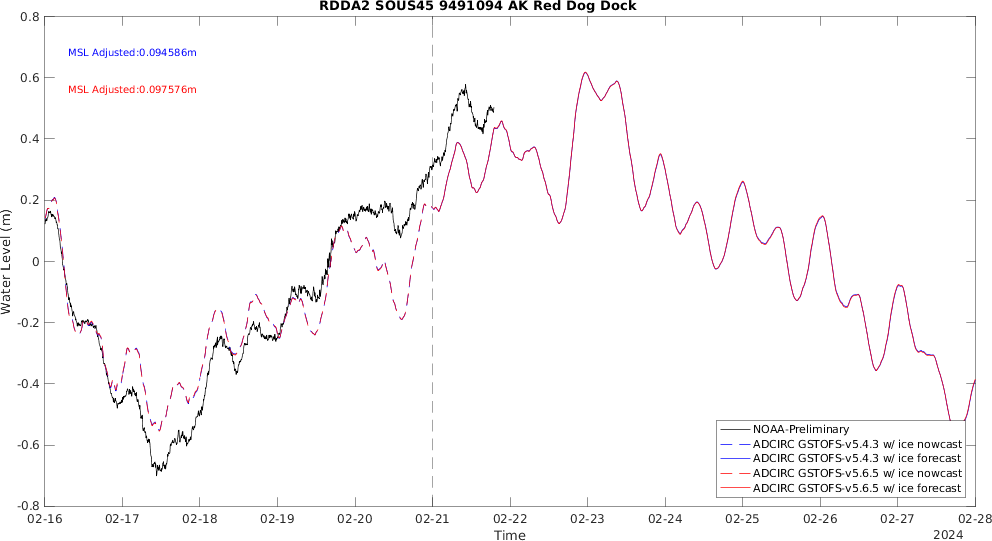 RDDA2 SOUS45 9491094 AK Red Dog Dock
MSL Adjusted:0.094586m
MSL Adjusted:0.097576m
Water Level (m)
0.8
0.6
0.4
0.2
0
-0.2
-0.4
-0.6
-0.8
NOAA-Preliminary
ADCIRC GSTOFS-v5.4.3 w/ ice nowcast
ADCIRC GSTOFS-v5.4.3 w/ ice forecast
ADCIRC GSTOFS-v5.6.5 w/ ice nowcast
ADCIRC GSTOFS-v5.6.5 w/ ice forecast
02-16 02-17 02-18 02-19 02-20 02-21 02-22 02-23 02-24 02-25 02-26 02-27 02-28
Time
2024